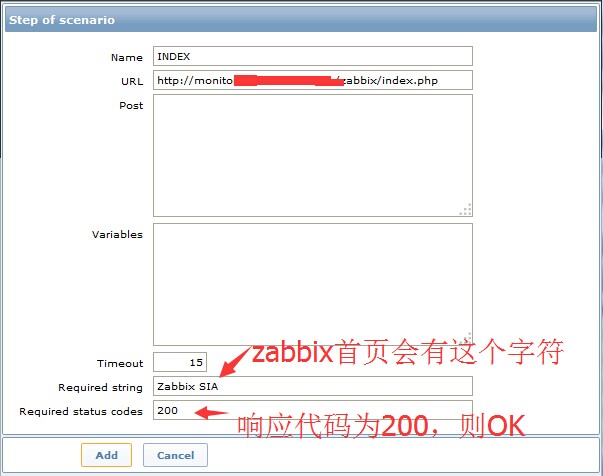 Step of scenario
Name INDEX
URL http://monito /zabbix/index.php
Post
Variables
Timeout 15
zabbix首页会有这个字符
Required string Zabbix SIA
Required status codes 200
响应代码为200，则OK
Add Cancel